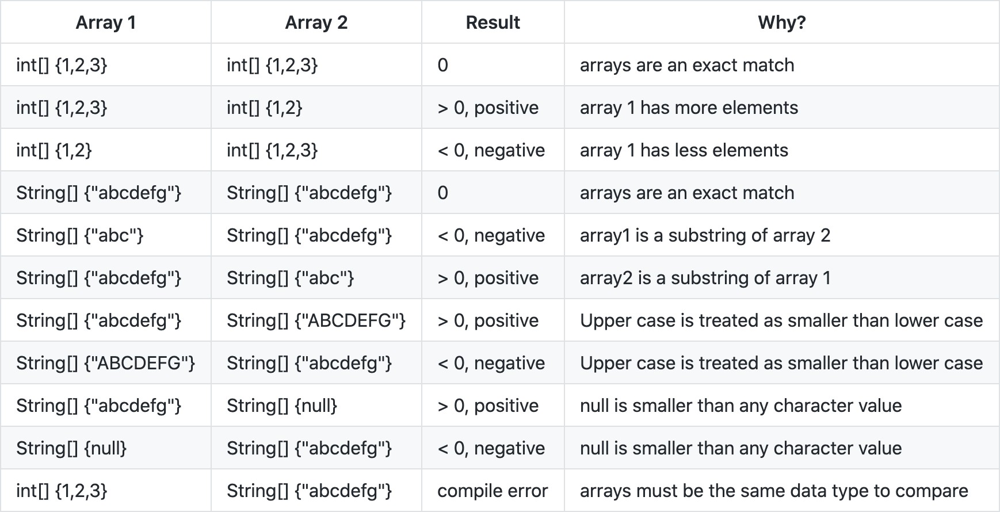 Array 1 Array 2 Result Why?
int[] {1,2,3} int[] {1,2,3} 0 arrays are an exact match
int[] {1,2,3} int[] {1,2} > 0, positive array 1 has more elements
int[] {1,2} int[] {1,2,3} < 0, negative array 1 has less elements
String[] {"abcdefg"} String[] {"abcdefg"} 0 arrays are an exact match
String[] {"abc"} String[] {"abcdefg"} < 0, negative array1 is a substring of array 2
String[] {"abcdefg"} String[] {"abc"} > 0, positive array2 is a substring of array 1
String[] {"abcdefg"} String[] {"ABCDEFG"} > 0, positive Upper case is treated as smaller than lower case
String[] {"ABCDEFG"} String[] {"abcdefg"} < 0, negative Upper case is treated as smaller than lower case
String[] {"abcdefg"} String[] {null} > 0, positive null is smaller than any character value
String[] {null} String[] {"abcdefg"} < 0, negative null is smaller than any character value
int[] {1,2,3} String[] {"abcdefg"} compile error arrays must be the same data type to compare